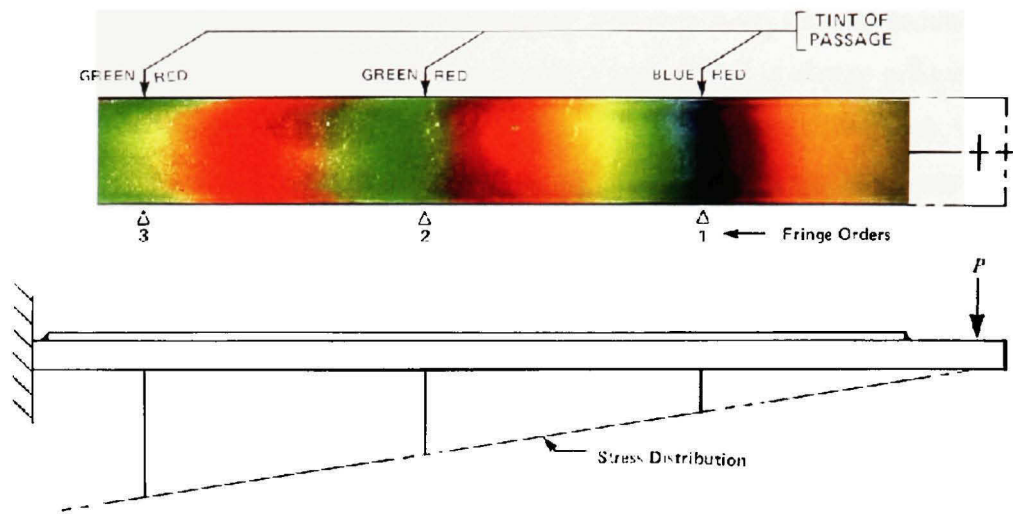 TINT OF
PASSAGE
GREEN RED GREEN RED BLUE RED
3 2 1 Fringe Orders
P
Stress Distribution